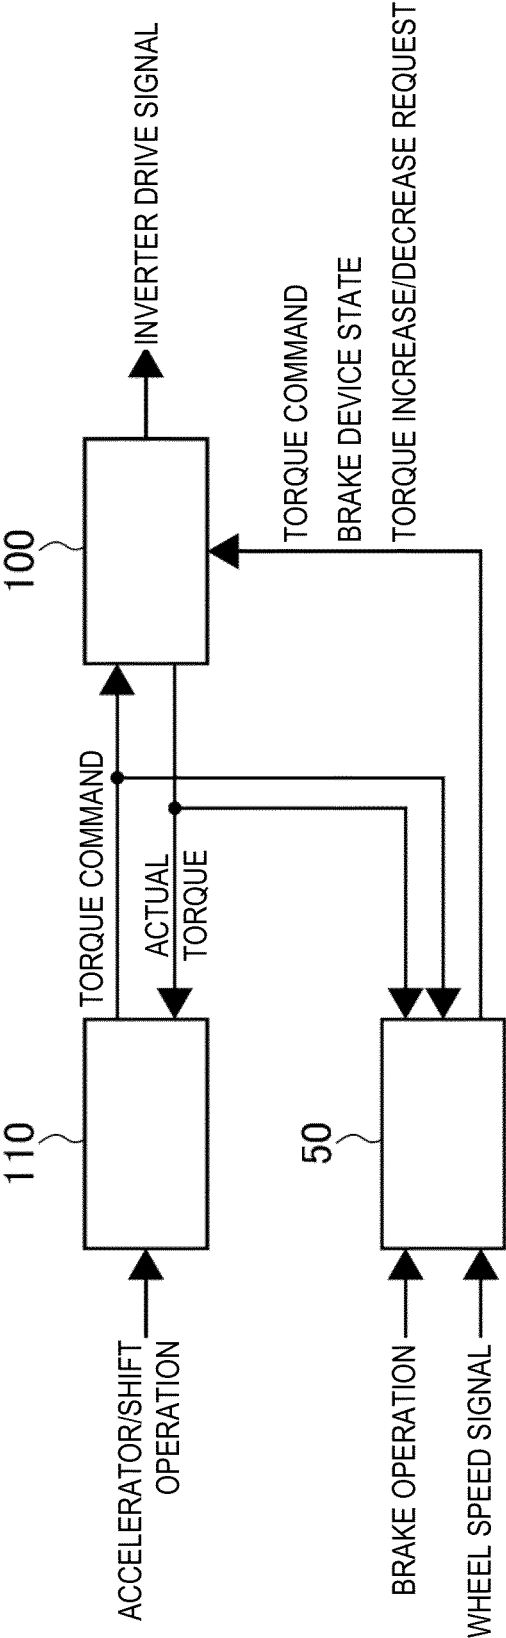 ACCELERATOR/SHIFT
OPERATION
110
TORQUE COMMAND
ACTUAL
TORQUE
100
INVERTER DRIVE SIGNAL
BRAKE OPERATION
WHEEL SPEED SIGNAL
50
TORQUE COMMAND
BRAKE DEVICE STATE
TORQUE INCREASE/DECREASE REQUEST